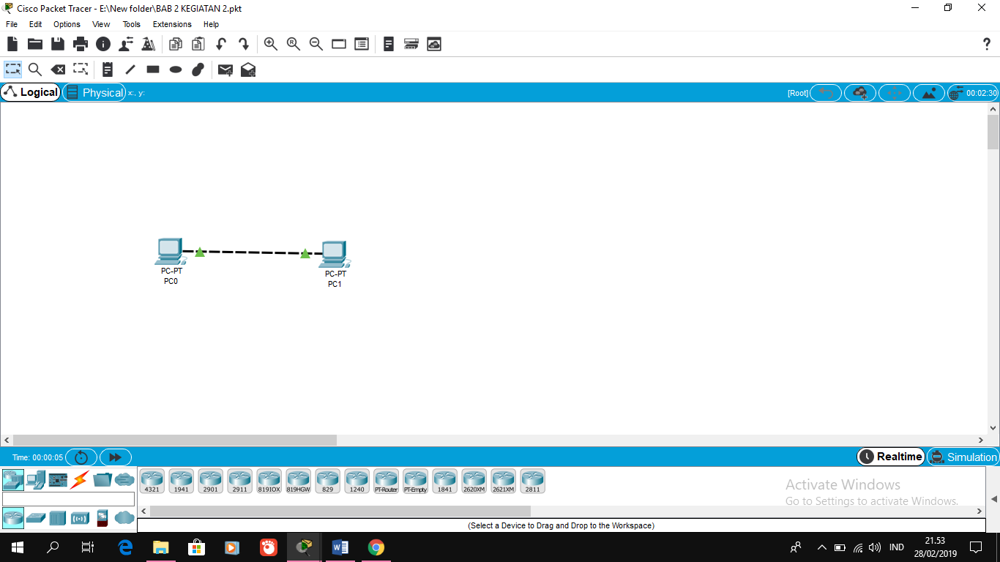 Cisco Packet Tracer - E:\New folder\BAB 2 KEGIATAN 2.pkt
File Edit Options View Tools Extensions Help
Logical Physical x:, y: [Root] 00:02:30
PC-PT
PC0
PC-PT
PC1
Time: 00:00:05 Realtime Simulation
4321 1941 2901 2911 819IOX 819HGW 829 1240 PT-Router PT-Empty 1841 2620XM 2621XM 2811
Activate Windows
Go to Settings to activate Windows.
(Select a Device to Drag and Drop to the Workspace)
IND
21.53
28/02/2019